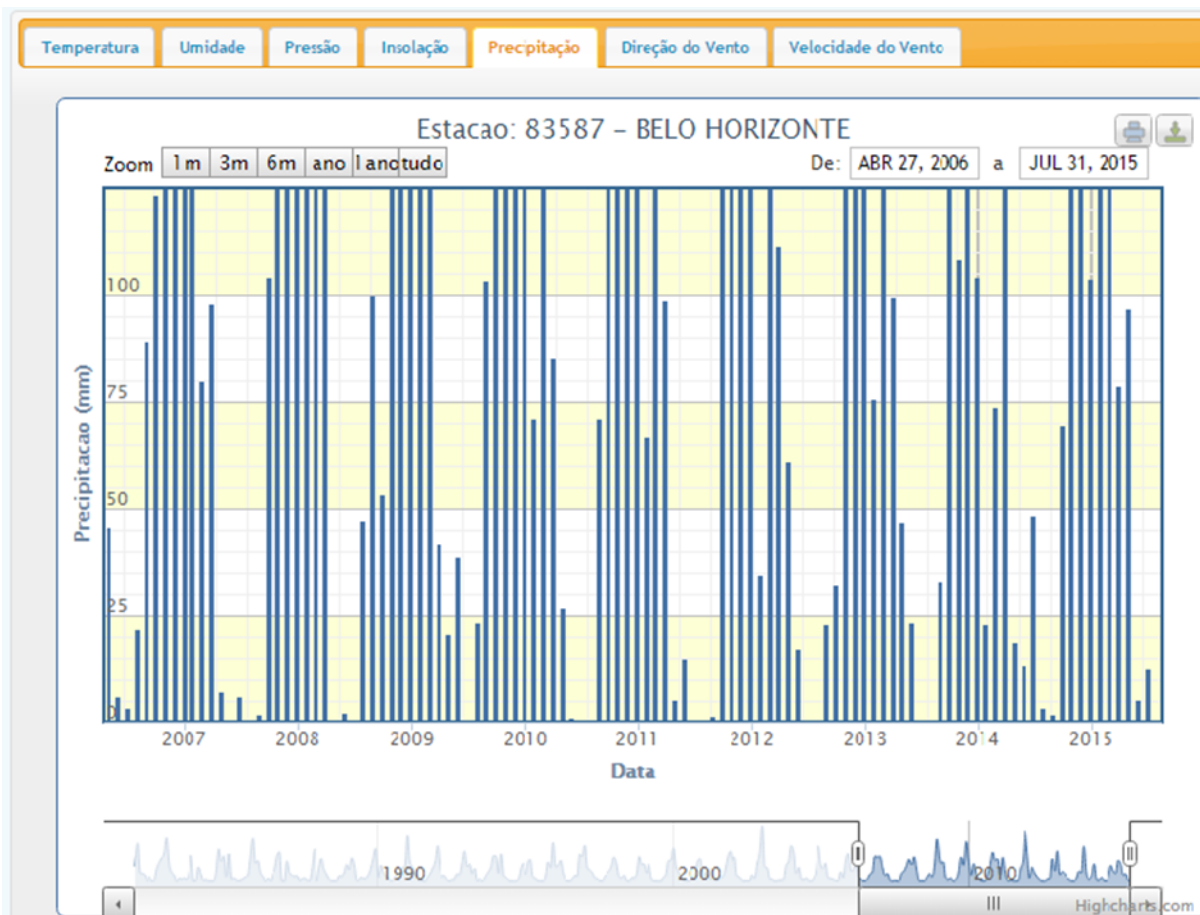 Temperatura Umidade Pressão Insolação Precipitação Direção do Vento Velocidade do Vento
Estacao: 83587 – BELO HORIZONTE
Zoom 1m 3m 6m ano 1 ano tudo De: ABR 27, 2006 a JUL 31, 2015
100
75
50
25
0
Precipitacao (mm)
2007 2008 2009 2010 2011 2012 2013 2014 2015
Data
1990 2000 2010
Highcharts.com